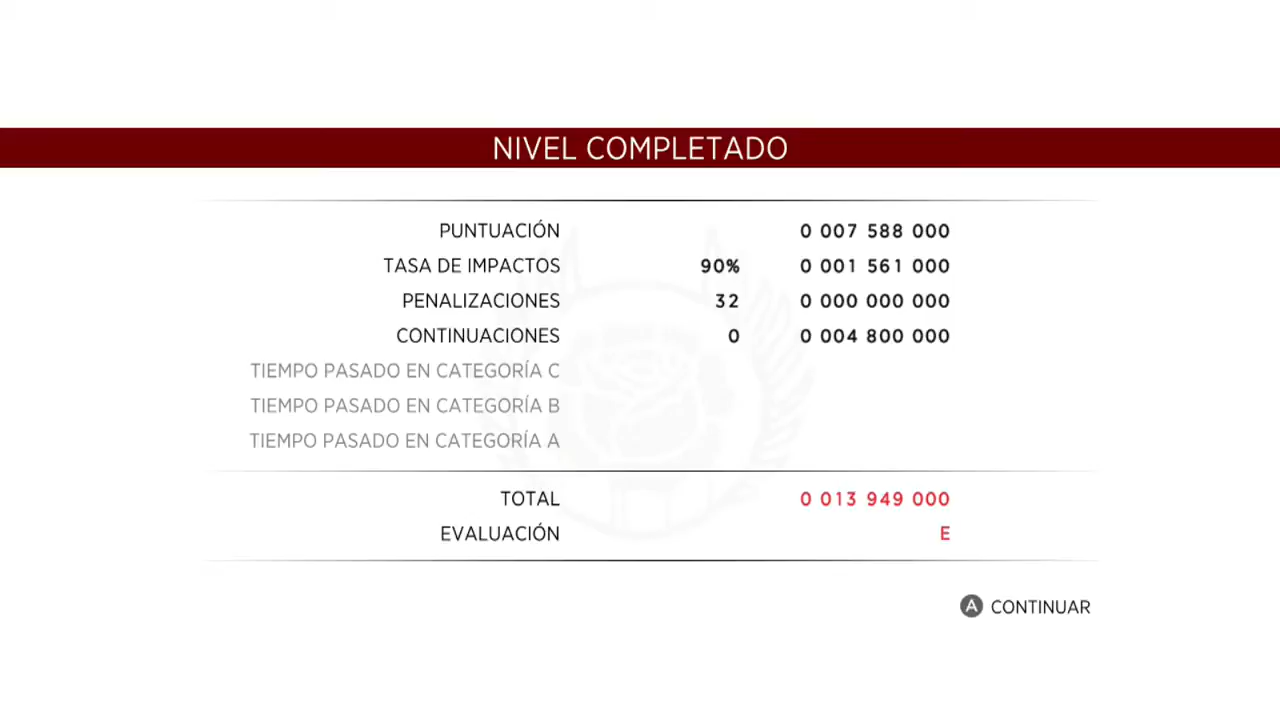 NIVEL COMPLETADO
PUNTUACIÓN 0 007 588 000
TASA DE IMPACTOS 90% 0 001 561 000
PENALIZACIONES 32 0 000 000 000
CONTINUACIONES 0 0 004 800 000
TIEMPO PASADO EN CATEGORÍA C
TIEMPO PASADO EN CATEGORÍA B
TIEMPO PASADO EN CATEGORÍA A
TOTAL 0 013 949 000
EVALUACIÓN E
A CONTINUAR